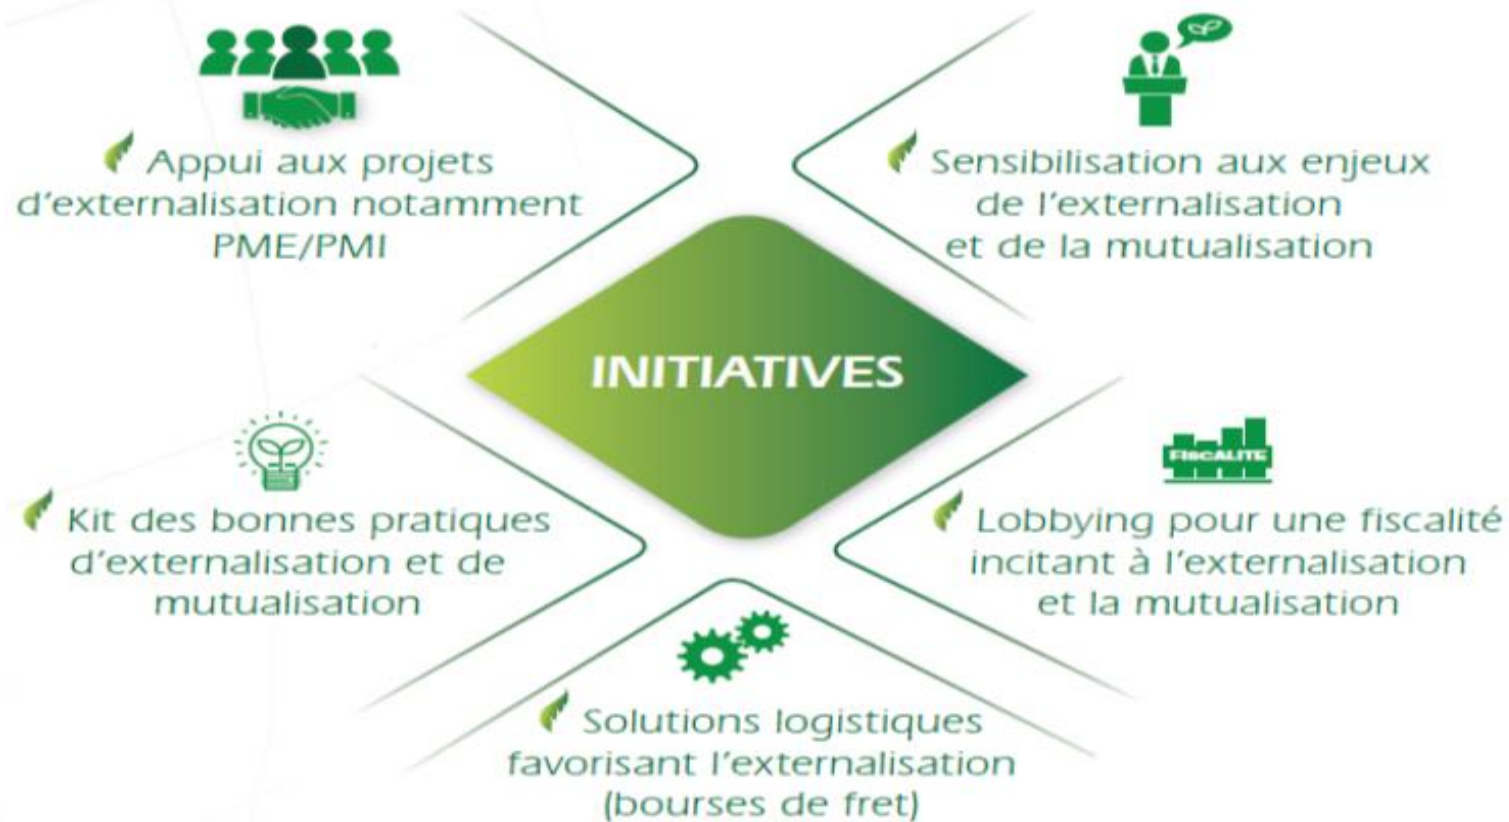 Appui aux projets
d'externalisation notamment
PME/PMI
Sensibilisation aux enjeux
de l'externalisation
et de la mutualisation
INITIATIVES
Kit des bonnes pratiques
d'externalisation et de
mutualisation
FISCALITE
Lobbying pour une fiscalité
incitant à l'externalisation
et la mutualisation
Solutions logistiques
favorisant l'externalisation
(bourses de fret)